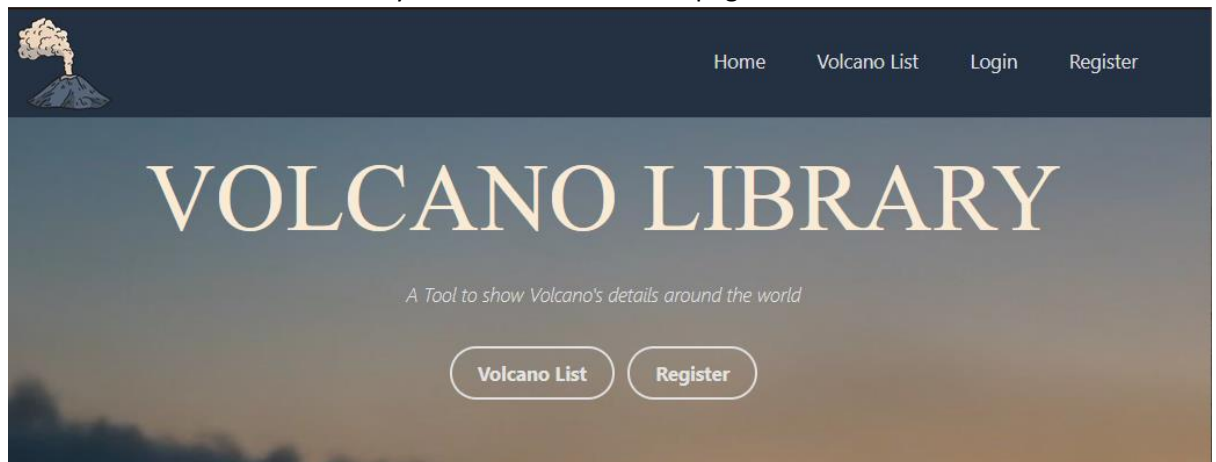 Home Volcano List Login Register
VOLCANO LIBRARY
A Tool to show Volcano's details around the world
Volcano List Register